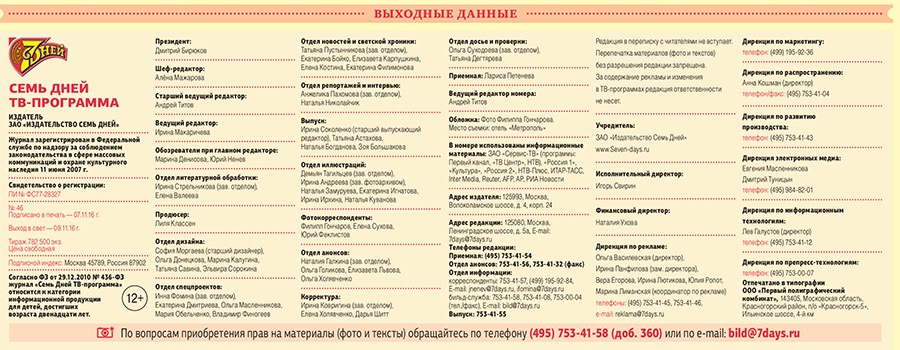 ВЫХОДНЫЕ ДАННЫЕ
7 ДНЕЙ
СЕМЬ ДНЕЙ
ТВ-ПРОГРАММА
ИЗДАТЕЛЬ
ЗАО «ИЗДАТЕЛЬСТВО СЕМЬ ДНЕЙ»
Журнал зарегистрирован в Федеральной
службе по надзору за соблюдением
законодательства в сфере массовых
коммуникаций и охране культурного
наследия 11 июня 2007 г.
Свидетельство о регистрации:
ПИ № ФС77-28327
№ 46
Подписано в печать — 07.11.16 г.
Выход в свет — 09.11.16 г.
Тираж 782.500 экз.
Цена свободная
Подписной индекс: Москва 45789, Россия 87902
Согласно ФЗ от 29.12.2010 № 436-ФЗ
журнал «Семь Дней ТВ-программа»
относится к категории
информационной продукции
для детей, достигших
возраста двенадцати лет.
12+
Президент:
Дмитрий Бирюков
Шеф-редактор:
Алёна Мажарова
Старший ведущий редактор:
Андрей Титов
Ведущий редактор:
Ирина Макаричева
Обозреватели при главном редакторе:
Марина Денисова, Юрий Ненев
Отдел литературной обработки:
Ирина Стрельникова (зав. отделом),
Елена Валеева
Продюсер:
Лиля Классен
Отдел дизайна:
София Моргаева (старший дизайнер),
Ольга Донецкова, Марина Калугина,
Татьяна Савина, Эльвира Сорокина
Отдел спецпроектов:
Инна Фомина (зав. отделом),
Екатерина Дмитриева, Ольга Масленникова,
Мария Обельченко, Владимир Финогеев
Отдел новостей и светской хроники:
Татьяна Пустынникова (зав. отделом),
Екатерина Бойко, Елизавета Карпушкина,
Елена Костина, Екатерина Филимонова
Отдел репортажей и интервью:
Анжелика Пахомова (зав. отделом),
Наталья Николайчик
Выпуск:
Ирина Соколенко (старший выпускающий
редактор), Татьяна Астахова,
Наталья Богданова, Зоя Большакова
Отдел иллюстраций:
Демьян Тагильцев (зав. отделом),
Ирина Андреева (зав. фотоархивом),
Наталья Замуруева, Екатерина Игнатова,
Ирина Иркина, Наталья Куванова
Фотокорреспонденты:
Филипп Гончаров, Елена Сухова,
Юрий Феклистов
Отдел анонсов:
Наталия Галкина (зав. отделом),
Ольга Голикова, Елизавета Львова,
Ольга Холявченко
Корректура:
Ирина Кавригина (зав. отделом),
Елена Холявченко, Дарья Шитт
Отдел досье и проверки:
Ольга Суходоева (зав. отделом),
Татьяна Дегтярева
Приемная: Лариса Петенева
Ведущий редактор номера:
Андрей Титов
Обложка: Фото Филиппа Гончарова.
Место съемки: отель «Метрополь»
В номере использованы информационные
материалы: ЗАО «Сервис-ТВ» (программы:
Первый канал, «ТВ Центр», НТВ), «Россия 1»,
«Культура», «Россия 2», НТВ-Плюс, ИТАР-ТАСС,
Inter Media, Reuter, AFP, AP, РИА Новости
Адрес издателя: 125993, Москва,
Волоколамское шоссе, д. 4, корп. 24
Адрес редакции: 125080, Москва,
Ленинградское шоссе, д. 5а, E-mail:
7days@7days.ru
Телефоны редакции:
Приемная: (495) 753-41-54
Отдел анонсов: 753-41-56, 753-41-32 (факс)
Отдел информации:
корреспонденты: 753-41-57, (499) 195-92-84,
E-mail: jnenev@7days.ru, ifomina@7days.ru
бильд-служба: 753-41-58, 753-41-08, 753-00-04
(тел./факс). E-mail: bild@7days.ru
Выпуск: 753-41-55
Редакция в переписку с читателями не вступает.
Перепечатка материалов (фото и текстов)
без разрешения редакции запрещена.
За содержание рекламы и изменения
в ТВ-программах редакция ответственности
не несет.
Учредитель:
ЗАО «Издательство Семь Дней»
www.Seven-days.ru
Исполнительный директор:
Игорь Свирин
Финансовый директор:
Наталия Ухова
Дирекция по рекламе:
Ольга Василевская (директор),
Ирина Панфилова (зам. директора),
Вера Егорова, Ирина Лютикова, Юлия Ропот,
Марина Лиманская (координатор по рекламе)
телефоны: 753-41-41, 753-41-45, 753-41-46,
e-mail: reklama@7days.ru
Дирекция по маркетингу:
телефон: (499) 195-92-36
Дирекция по распространению:
Анна Кошман (директор)
телефон/факс: (495) 753-41-04
Дирекция по развитию
производства:
телефон: (495) 753-41-43
Дирекция электронных медиа:
Евгения Масленникова
Дмитрий Туницын
телефон: (495) 984-82-01
Дирекция по информационным
технологиям:
Лев Галустов (директор)
телефон: (495) 753-41-12
Дирекция по препресс-технологиям:
телефон: (495) 753-00-07
Отпечатано в типографии
ООО «Первый полиграфический
комбинат», 143405, Московская область,
Красногорский район, п/о «Красногорск-5»,
Ильинское шоссе, 4-й км
По вопросам приобретения прав на материалы (фото и тексты) обращайтесь по телефону (495) 753-41-58 (доб. 360) или по e-mail: bild@7days.ru